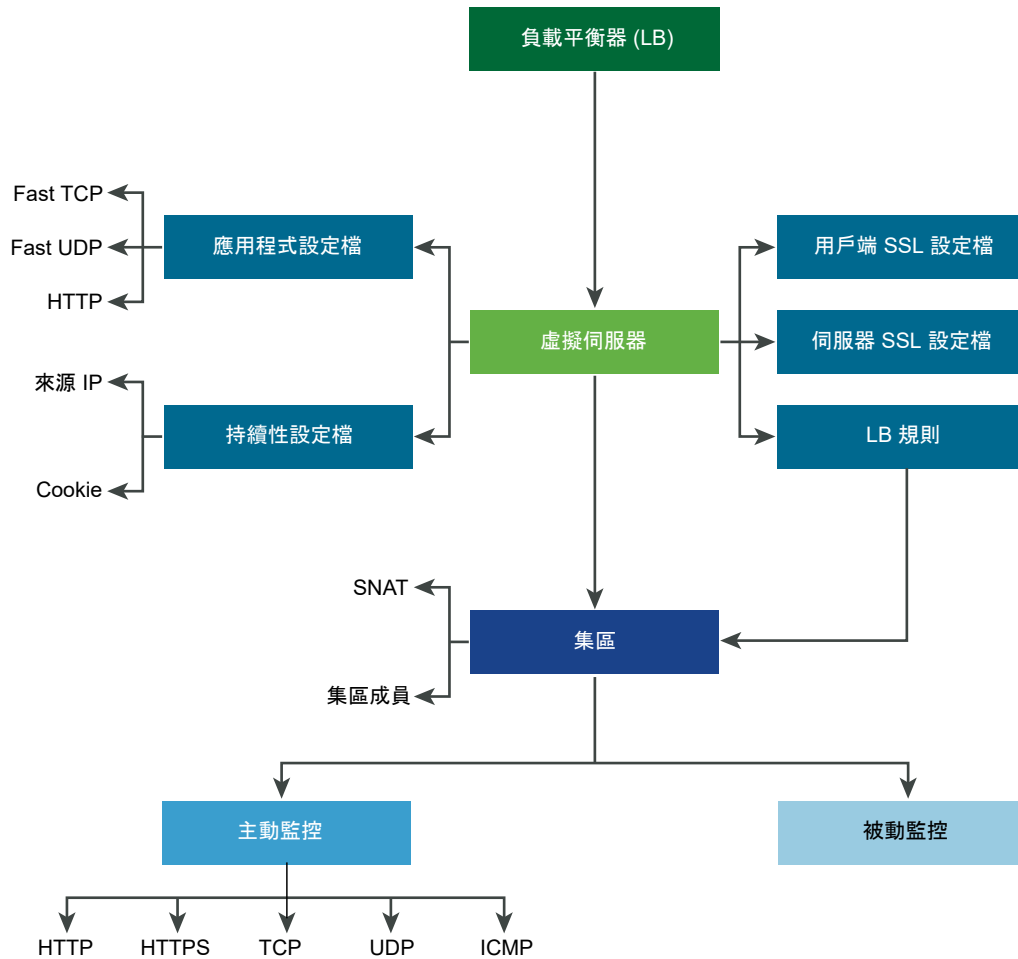 負載平衡器 (LB)
Fast TCP
應用程式設定檔
用戶端 SSL 設定檔
Fast UDP
HTTP
虛擬伺服器
伺服器 SSL 設定檔
來源 IP
持續性設定檔
LB 規則
Cookie
SNAT
集區
集區成員
主動監控
被動監控
HTTP
HTTPS
TCP
UDP
ICMP